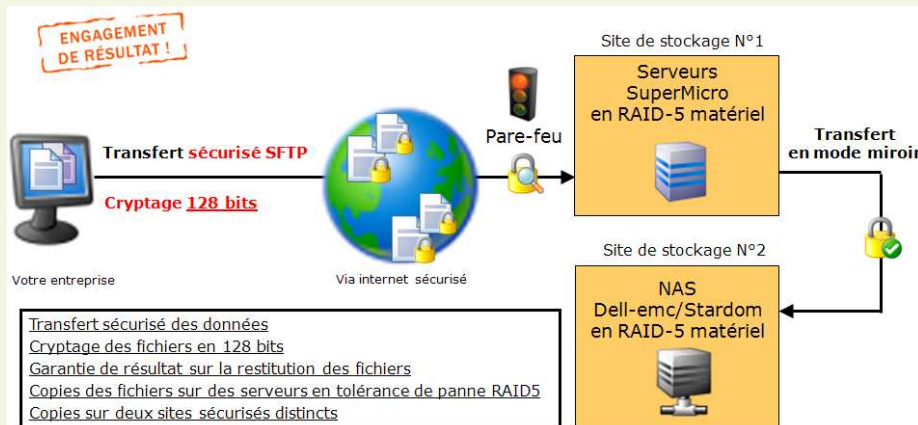 ENGAGEMENT
DE RÉSULTAT !
Site de stockage N°1
Serveurs
SuperMicro
en RAID-5 matériel
Pare-feu
Transfert sécurisé SFTP
Cryptage 128 bits
Transfert
en mode miroir
Votre entreprise
Via internet sécurisé
Site de stockage N°2
NAS
Dell-emc/Stardom
en RAID-5 matériel
Transfert sécurisé des données
Cryptage des fichiers en 128 bits
Garantie de résultat sur la restitution des fichiers
Copies des fichiers sur des serveurs en tolérance de panne RAID5
Copies sur deux sites sécurisés distincts